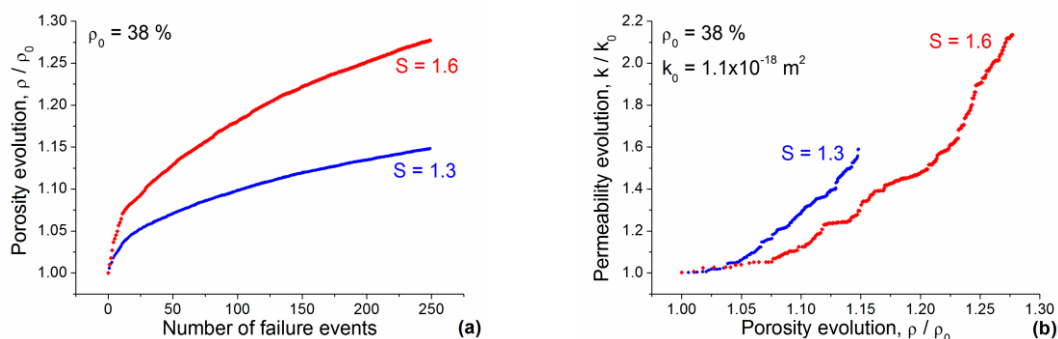 ρ₀ = 38 %
S = 1.6
S = 1.3
Porosity evolution, ρ / ρ₀
1.30
1.25
1.20
1.15
1.10
1.05
1.00
0 50 100 150 200 250
Number of failure events
(a)
ρ₀ = 38 %
k₀ = 1.1x10⁻¹⁸ m²
S = 1.6
S = 1.3
Permeability evolution, k / k₀
2.2
2.0
1.8
1.6
1.4
1.2
1.0
1.00 1.05 1.10 1.15 1.20 1.25 1.30
Porosity evolution, ρ / ρ₀
(b)